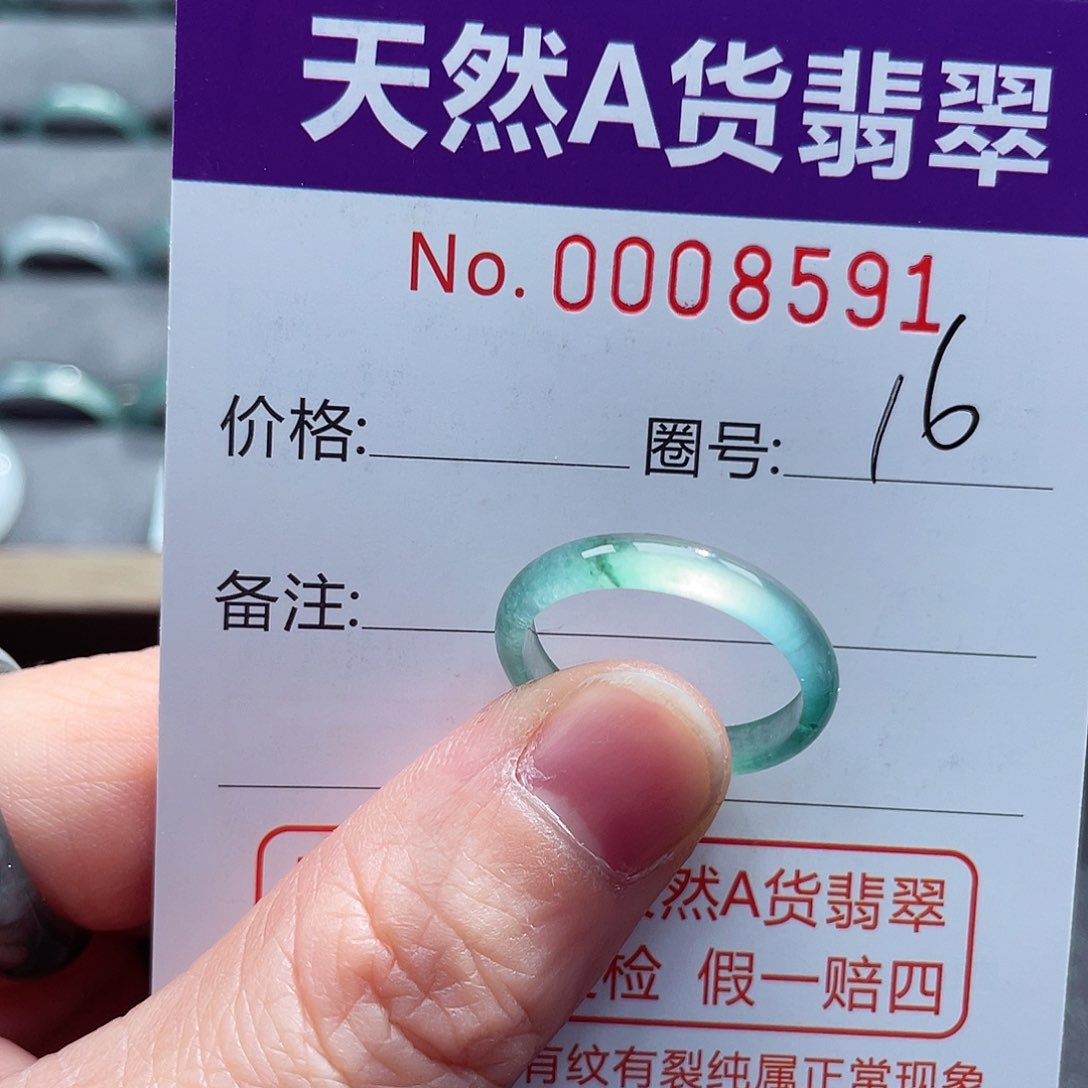 天然A货翡翠
No. 0008591
价格: 圈号: 16
备注:
然A货翡翠
检 假一赔四
有纹有裂纯属正常现象